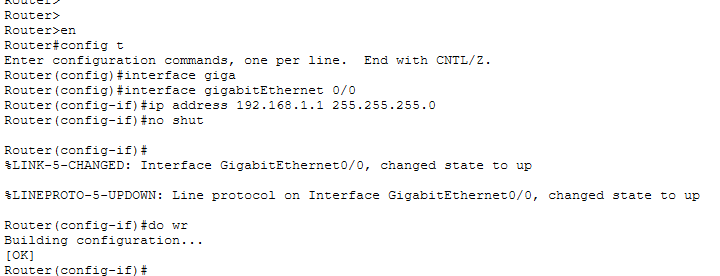 Router>
Router>
Router>en
Router#config t
Enter configuration commands, one per line.  End with CNTL/Z.
Router(config)#interface giga
Router(config)#interface gigabitEthernet 0/0
Router(config-if)#ip address 192.168.1.1 255.255.255.0
Router(config-if)#no shut
Router(config-if)#
%LINK-5-CHANGED: Interface GigabitEthernet0/0, changed state to up
%LINEPROTO-5-UPDOWN: Line protocol on Interface GigabitEthernet0/0, changed state to up
Router(config-if)#do wr
Building configuration...
[OK]
Router(config-if)#